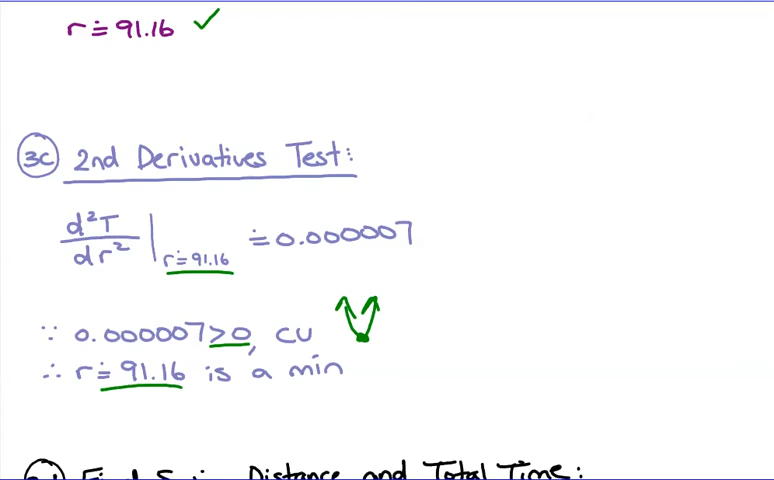 r ≐ 91.16 ✓
3c 2nd Derivatives Test:
d²T/dr² | r≐91.16 ≐ 0.000007
∵ 0.000007 > 0, CU
∴ r ≐ 91.16 is a min
Distance and Total Time: